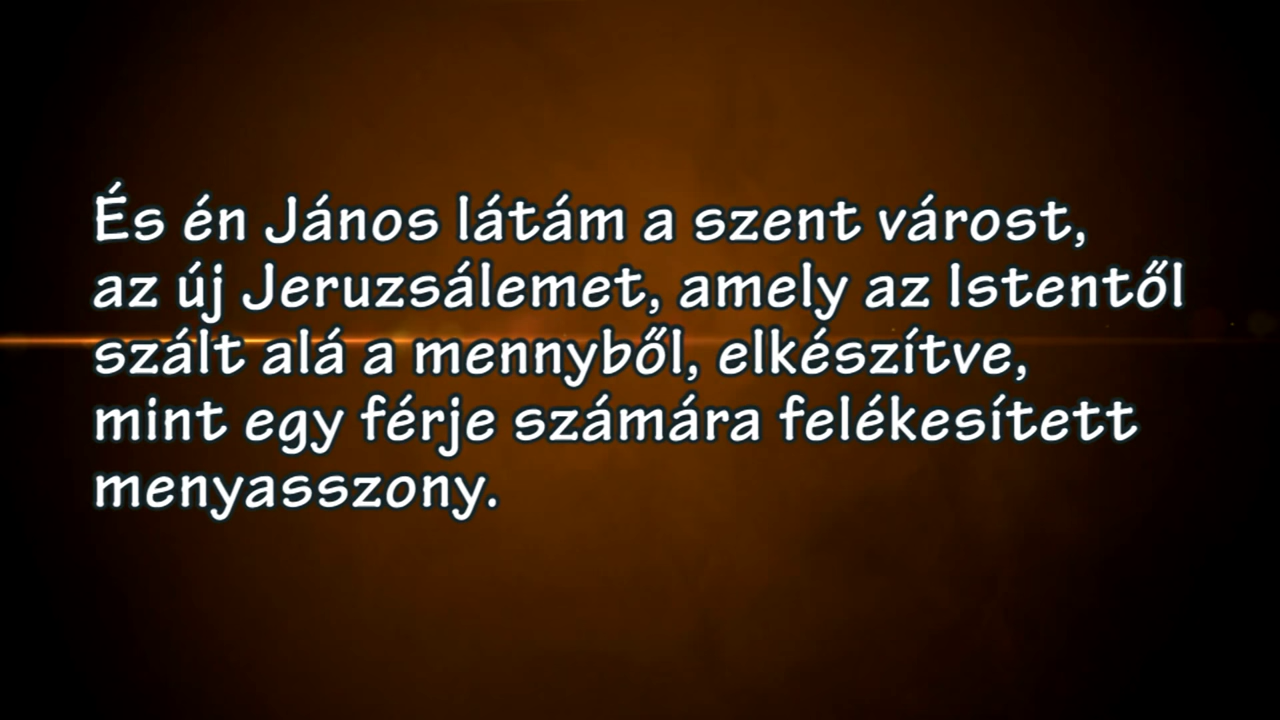 És én János látám a szent várost,
az új Jeruzsálemet, amely az Istentől
szált alá a mennyből, elkészítve,
mint egy férje számára felékesített
menyasszony.